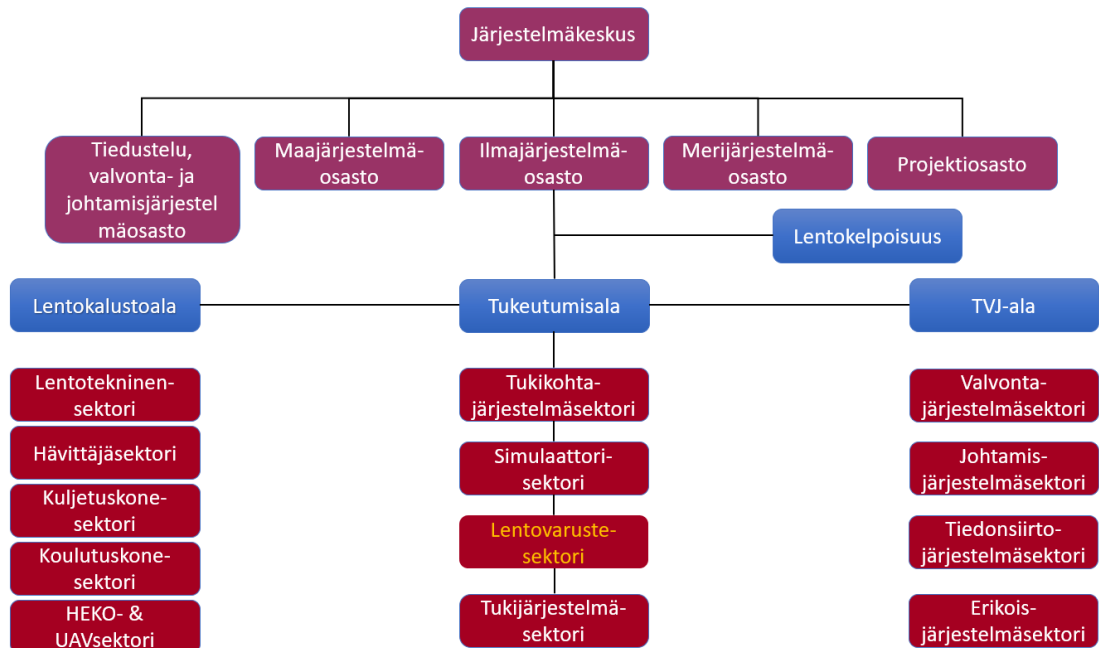 Järjestelmäkeskus
Tiedustelu,
valvonta- ja
johtamisjärjestel
mäosasto
Maajärjestelmä-
osasto
Ilmajärjestelmä-
osasto
Merijärjestelmä-
osasto
Projektiosasto
Lentokelpoisuus
Lentokalustoala
Tukeutumisala
TVJ-ala
Lentotekninen-
sektori
Hävittäjäsektori
Kuljetuskone-
sektori
Koulutuskone-
sektori
HEKO- &
UAVsektori
Tukikohta-
järjestelmäsektori
Simulaattori-
sektori
Lentovaruste-
sektori
Tukijärjestelmä-
sektori
Valvonta-
järjestelmäsektori
Johtamis-
järjestelmäsektori
Tiedonsiirto-
järjestelmäsektori
Erikois-
järjestelmäsektori